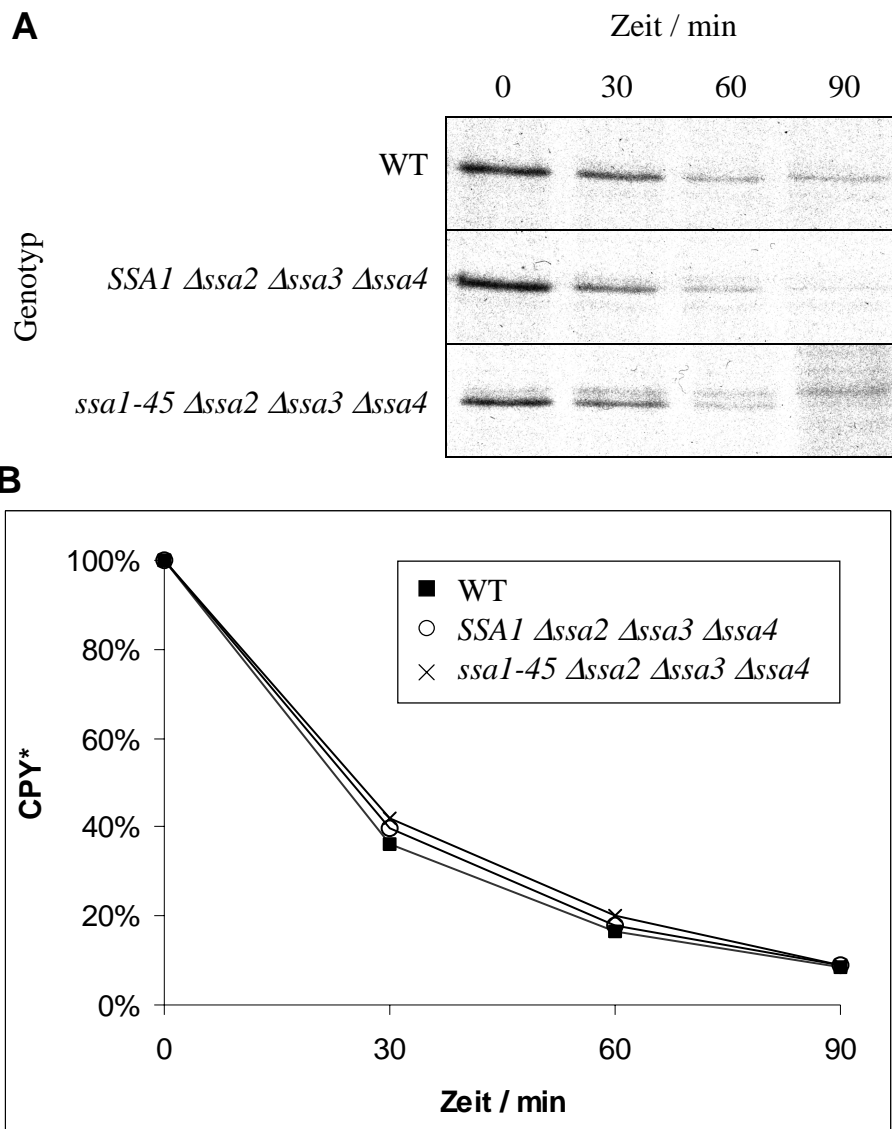 A
Zeit / min
0 30 60 90
WT
Genotyp
SSA1 Δssa2 Δssa3 Δssa4
ssa1-45 Δssa2 Δssa3 Δssa4
B
100%
80%
60%
40%
20%
0%
CPY*
WT
SSA1 Δssa2 Δssa3 Δssa4
ssa1-45 Δssa2 Δssa3 Δssa4
0 30 60 90
Zeit / min